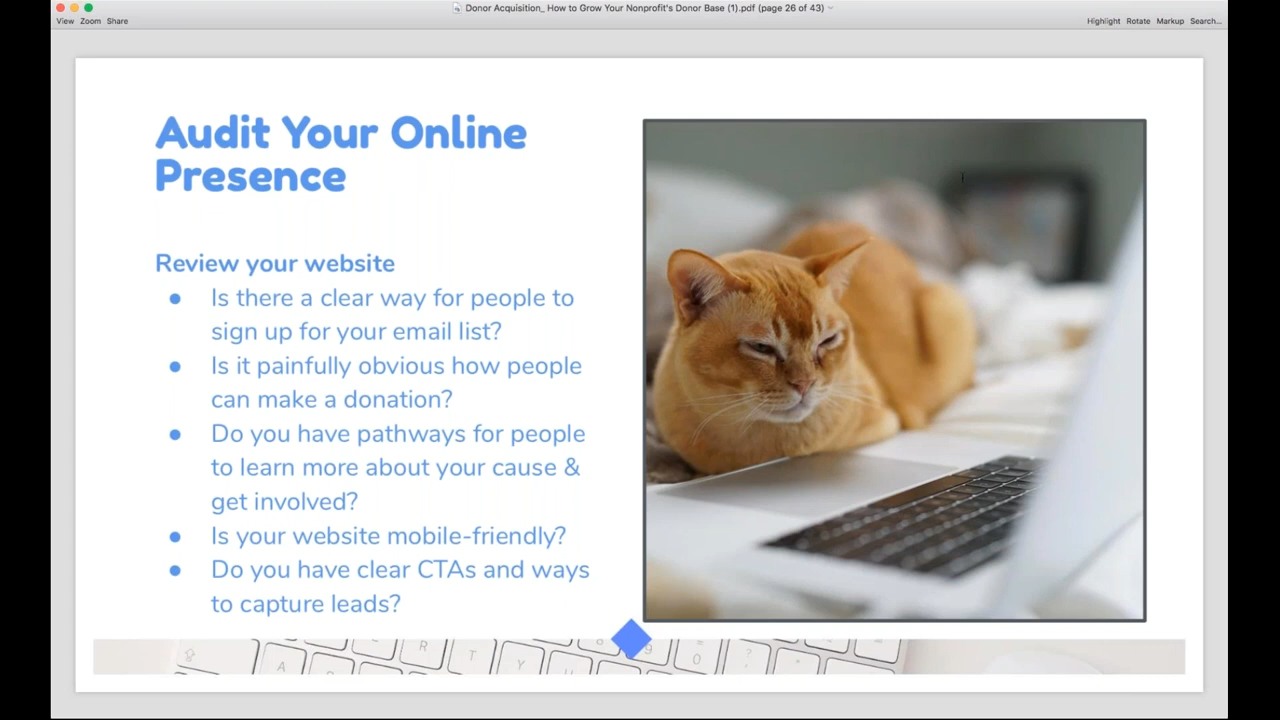 Donor Acquisition_ How to Grow Your Nonprofit's Donor Base (1).pdf (page 26 of 43)
View Zoom Share
Highlight Rotate Markup Search...
Audit Your Online
Presence
Review your website
● Is there a clear way for people to
sign up for your email list?
● Is it painfully obvious how people
can make a donation?
● Do you have pathways for people
to learn more about your cause &
get involved?
● Is your website mobile-friendly?
● Do you have clear CTAs and ways
to capture leads?
R T 9 0 ?
A Y